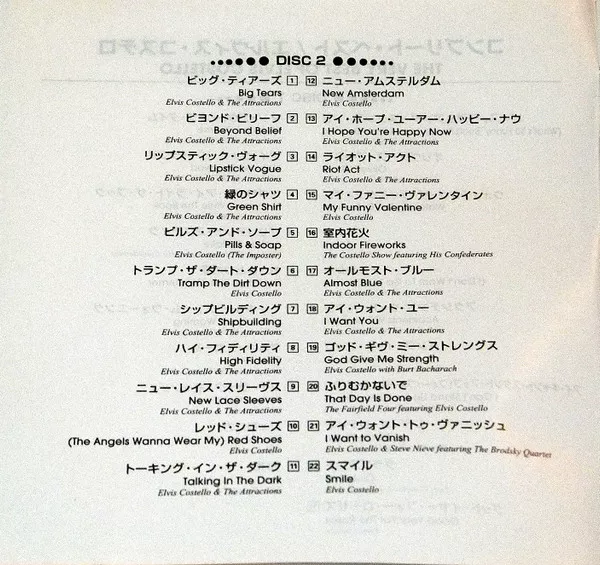 ●●●●●●● DISC 2 ●●●●●●●
ビッグ・ティアーズ 1
Big Tears
Elvis Costello & The Attractions
ビヨンド・ビリーフ 2
Beyond Belief
Elvis Costello & The Attractions
リップスティック・ヴォーグ 3
Lipstick Vogue
Elvis Costello & The Attractions
緑のシャツ 4
Green Shirt
Elvis Costello & The Attractions
ピルズ・アンド・ソープ 5
Pills & Soap
Elvis Costello (The Imposter)
トランプ・ザ・ダート・ダウン 6
Tramp The Dirt Down
Elvis Costello
シップビルディング 7
Shipbuilding
Elvis Costello & The Attractions
ハイ・フィディリティ 8
High Fidelity
Elvis Costello & The Attractions
ニュー・レイス・スリーヴス 9
New Lace Sleeves
Elvis Costello & The Attractions
レッド・シューズ 10
(The Angels Wanna Wear My) Red Shoes
Elvis Costello
トーキング・イン・ザ・ダーク 11
Talking In The Dark
Elvis Costello & The Attractions
12 ニュー・アムステルダム
New Amsterdam
Elvis Costello
13 アイ・ホープ・ユーアー・ハッピー・ナウ
I Hope You're Happy Now
Elvis Costello & The Attractions
14 ライオット・アクト
Riot Act
Elvis Costello & The Attractions
15 マイ・ファニー・ヴァレンタイン
My Funny Valentine
Elvis Costello
16 室内花火
Indoor Fireworks
The Costello Show featuring His Confederates
17 オールモスト・ブルー
Almost Blue
Elvis Costello & The Attractions
18 アイ・ウォント・ユー
I Want You
Elvis Costello & The Attractions
19 ゴッド・ギヴ・ミー・ストレングス
God Give Me Strength
Elvis Costello with Burt Bacharach
20 ふりむかないで
That Day Is Done
The Fairfield Four featuring Elvis Costello
21 アイ・ウォント・トゥ・ヴァニッシュ
I Want to Vanish
Elvis Costello & Steve Nieve featuring The Brodsky Quartet
22 スマイル
Smile
Elvis Costello